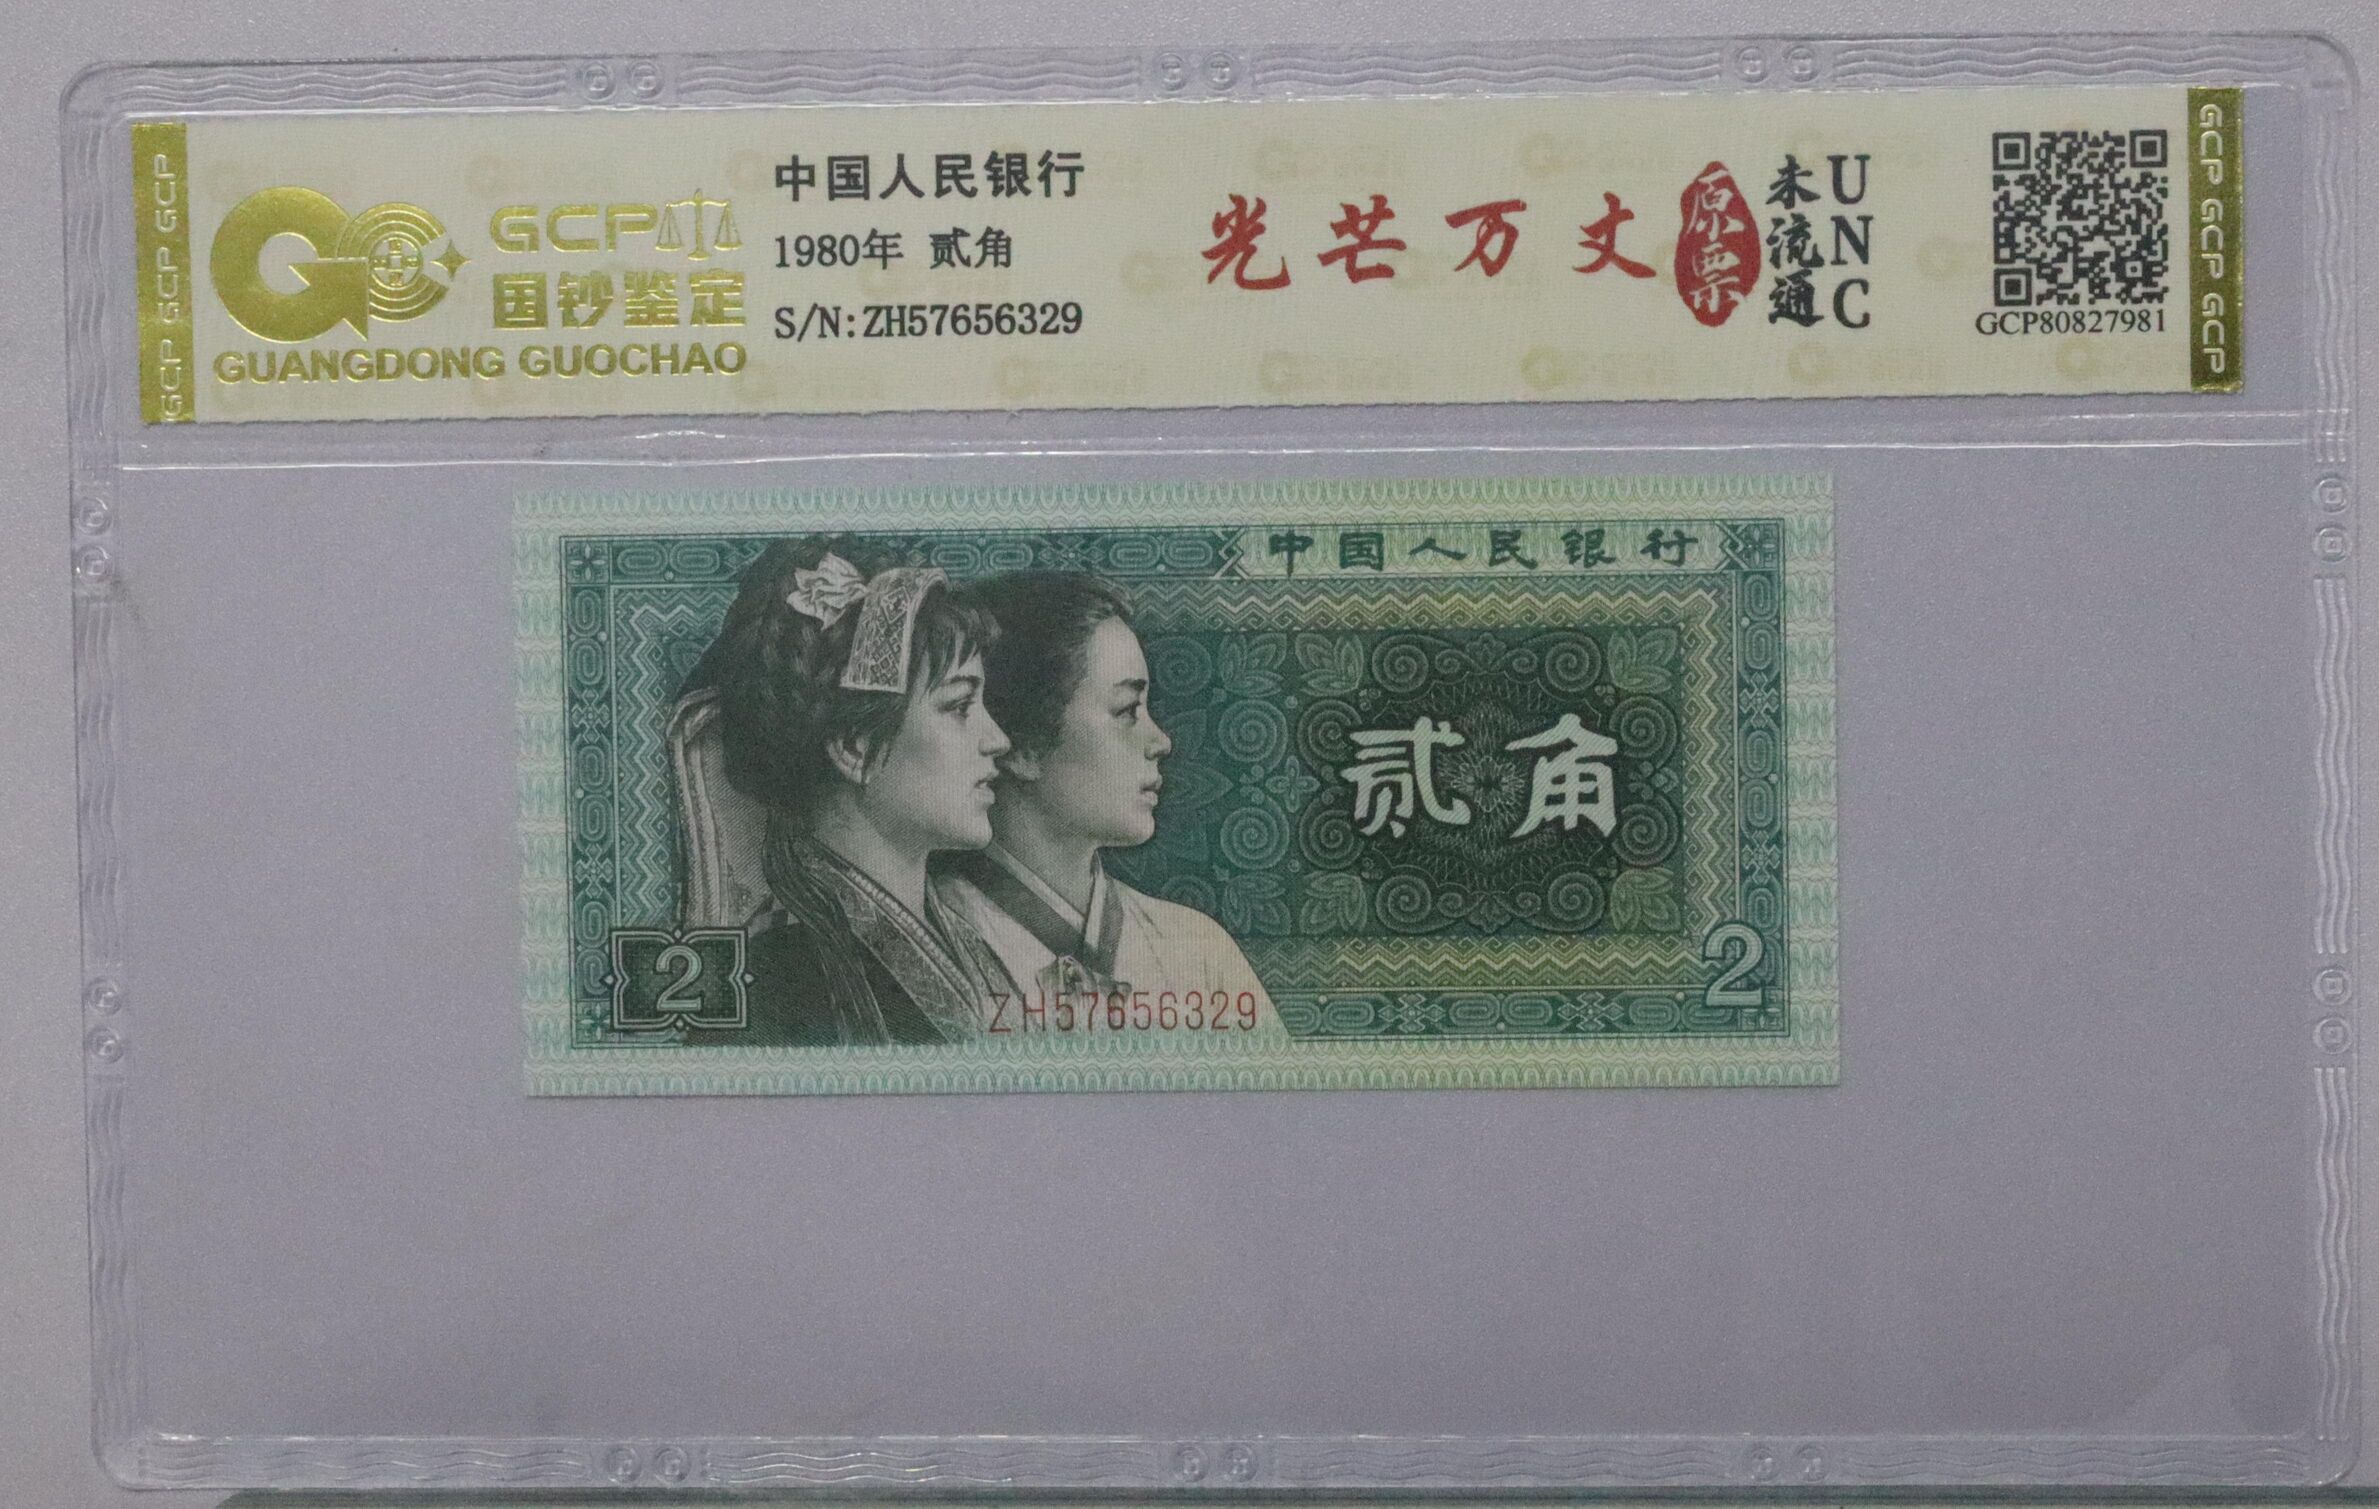 GCP GCP GCP
GCP
国钞鉴定
GUANGDONG GUOCHAO
中国人民银行
1980年 贰角
S/N:ZH57656329
光芒万丈
原票
未流通
UNC
GCP80827981
GCP GCP GCP
中国人民银行
贰角
2
2
ZH57656329